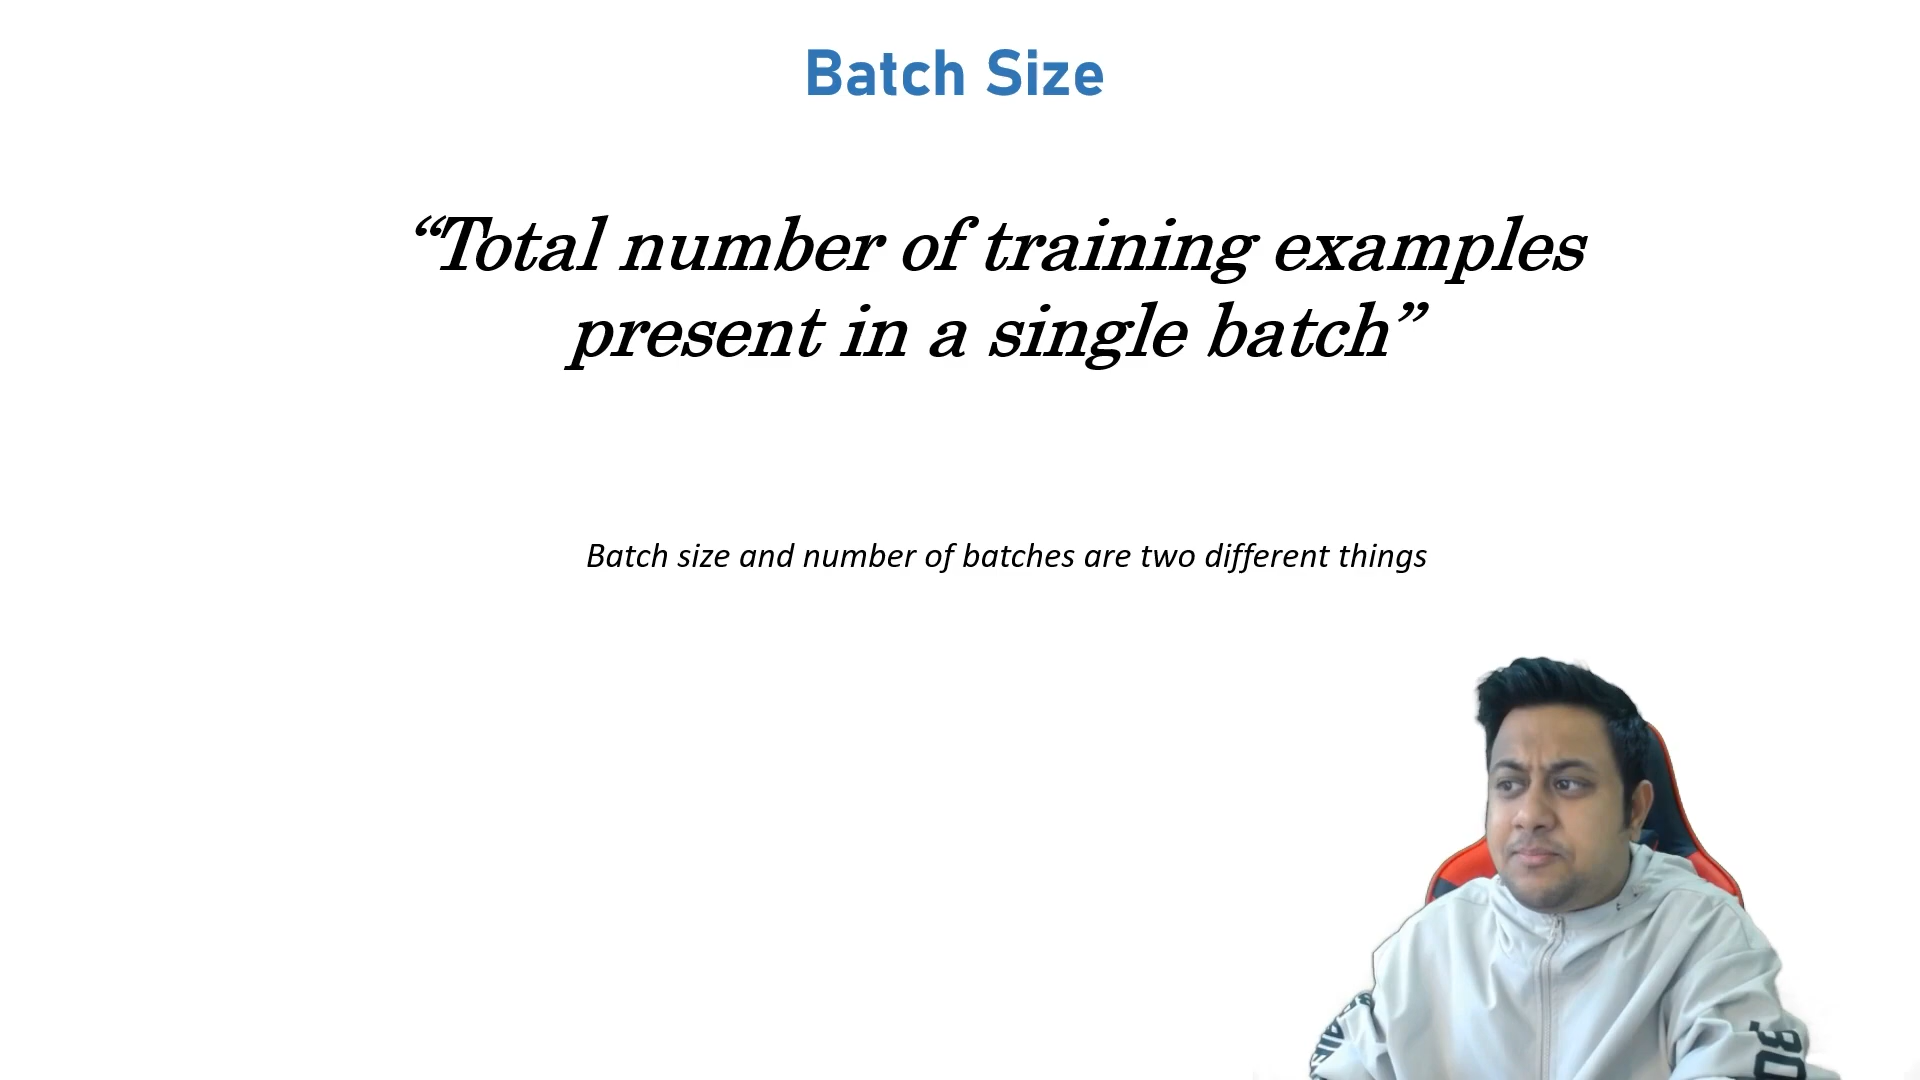 Batch Size
“Total number of training examples
present in a single batch”
Batch size and number of batches are two different things
30